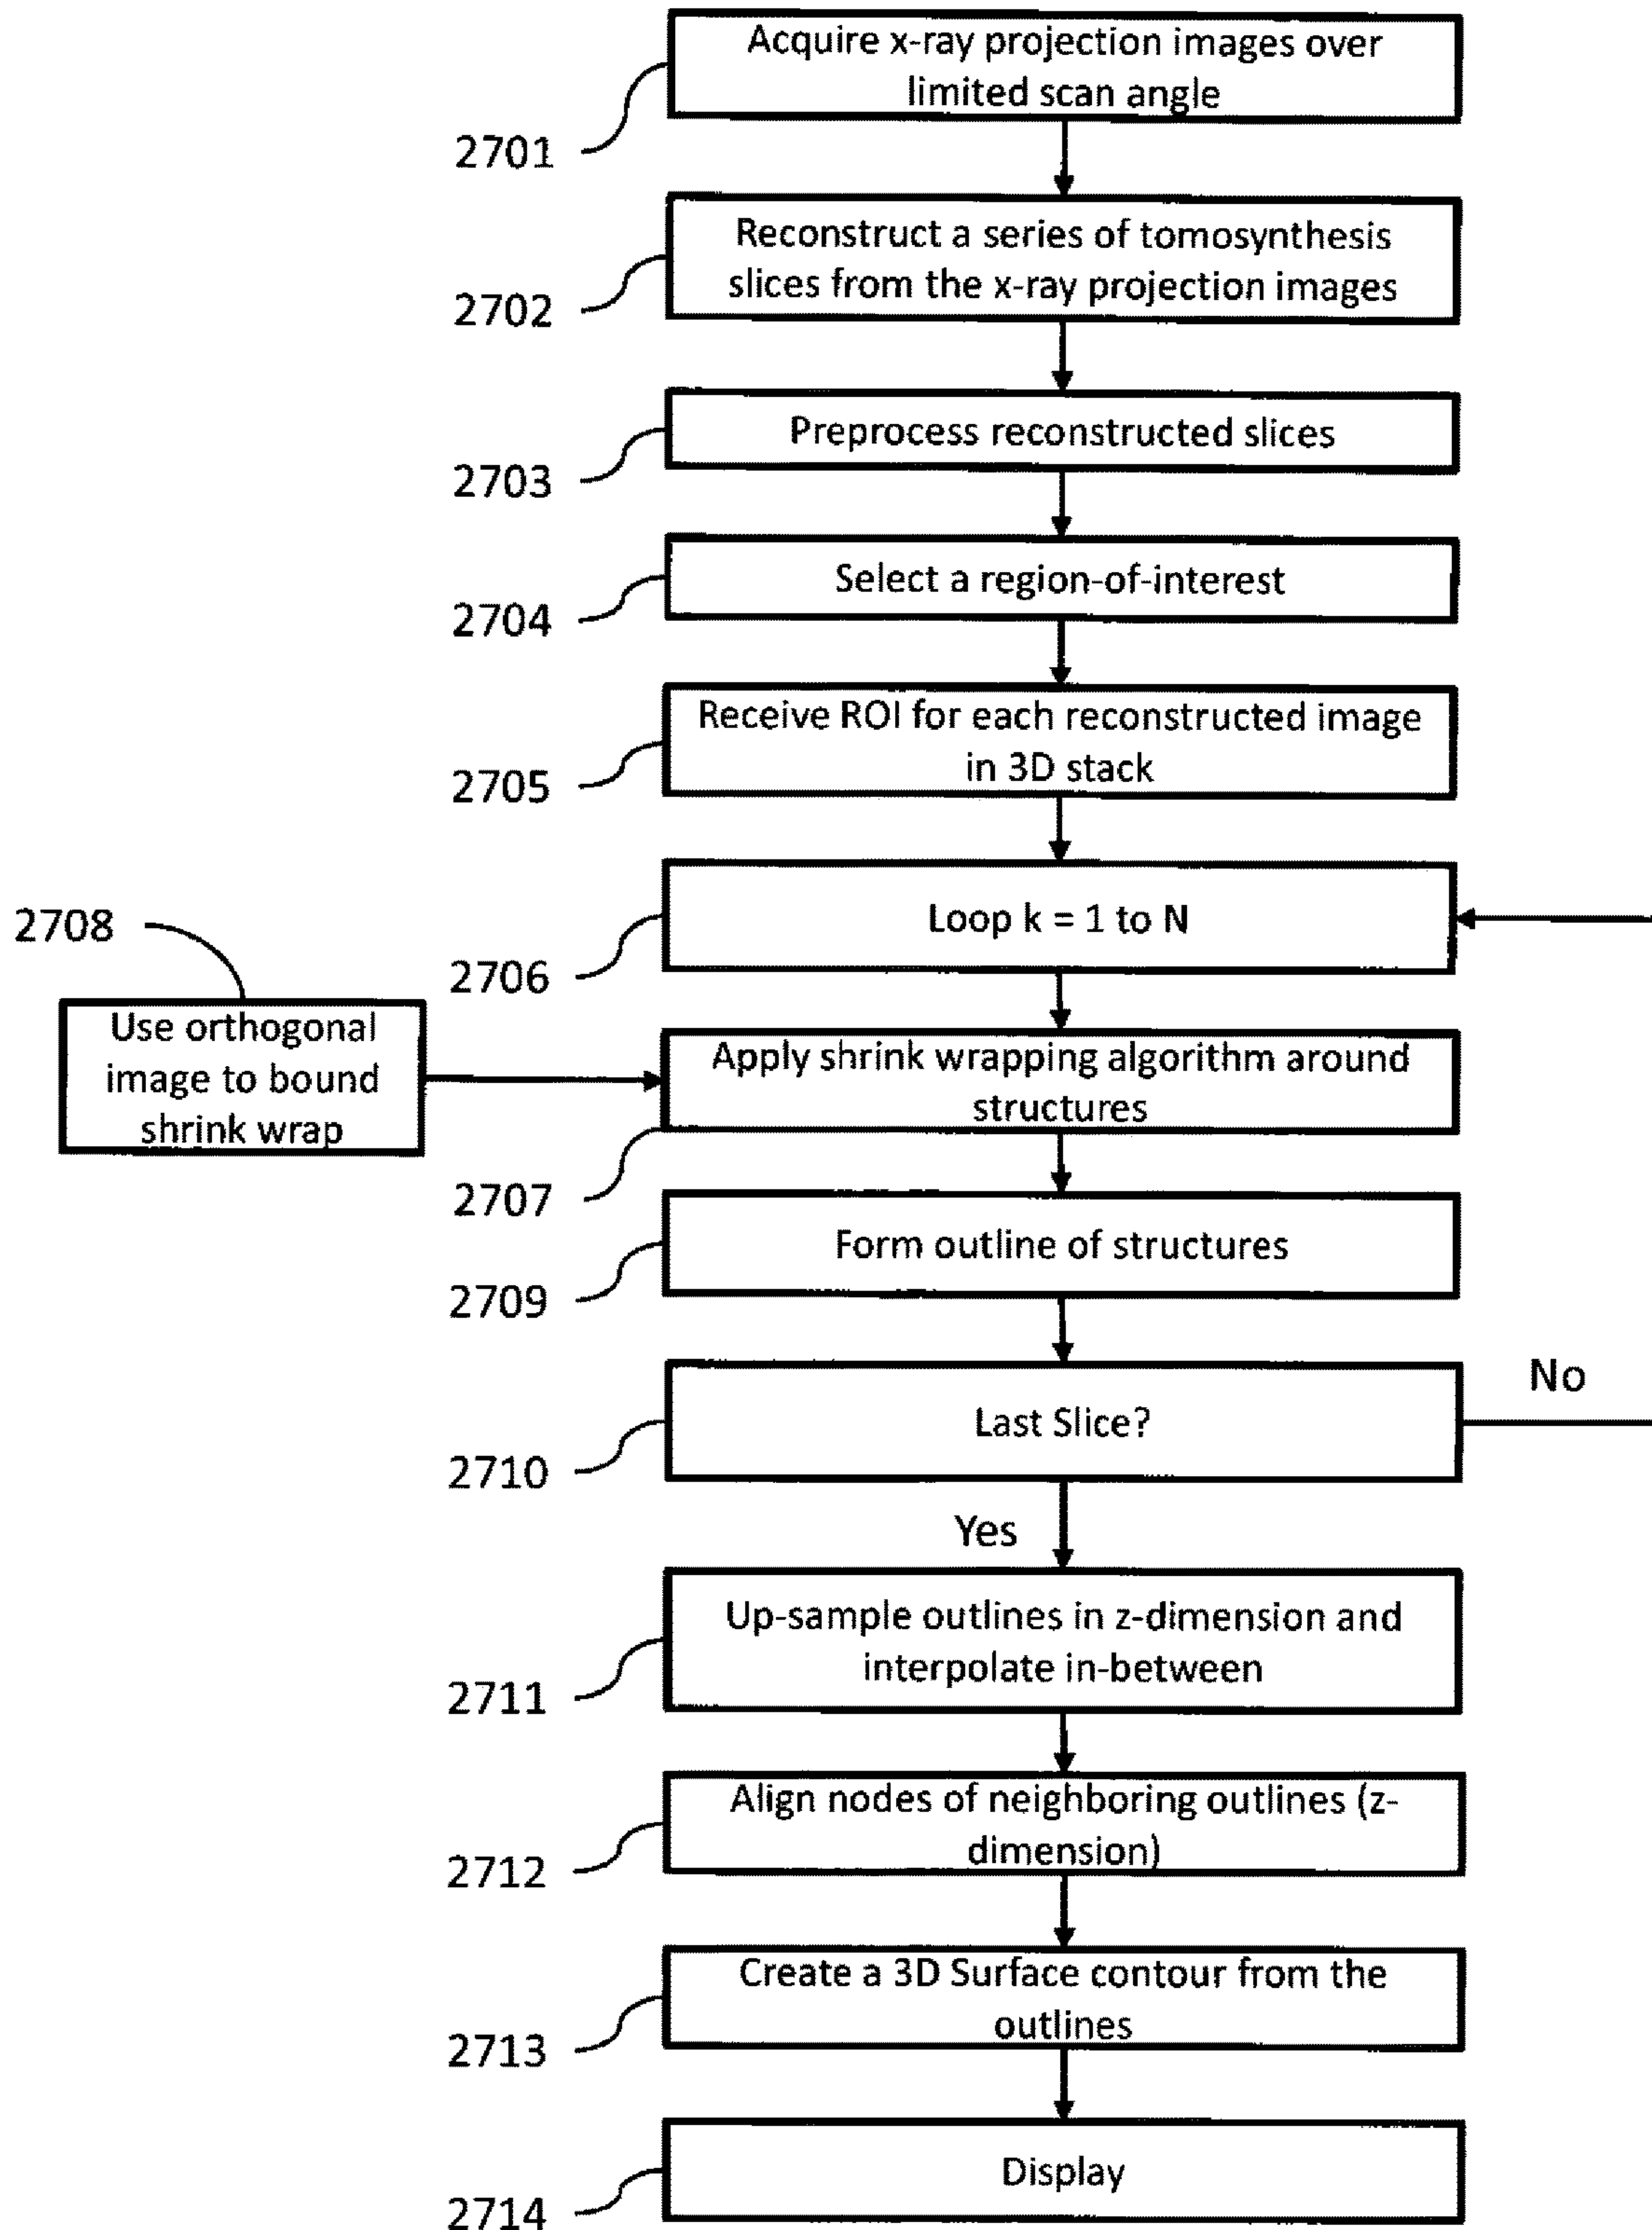 Acquire x-ray projection images over
limited scan angle
2701
Reconstruct a series of tomosynthesis
slices from the x-ray projection images
2702
Preprocess reconstructed slices
2703
Select a region-of-interest
2704
Receive ROI for each reconstructed image
in 3D stack
2705
Loop k = 1 to N
2706
2708
Use orthogonal
image to bound
shrink wrap
Apply shrink wrapping algorithm around
structures
2707
Form outline of structures
2709
Last Slice?
No
2710
Yes
Up-sample outlines in z-dimension and
interpolate in-between
2711
Align nodes of neighboring outlines (z-
dimension)
2712
Create a 3D Surface contour from the
outlines
2713
Display
2714